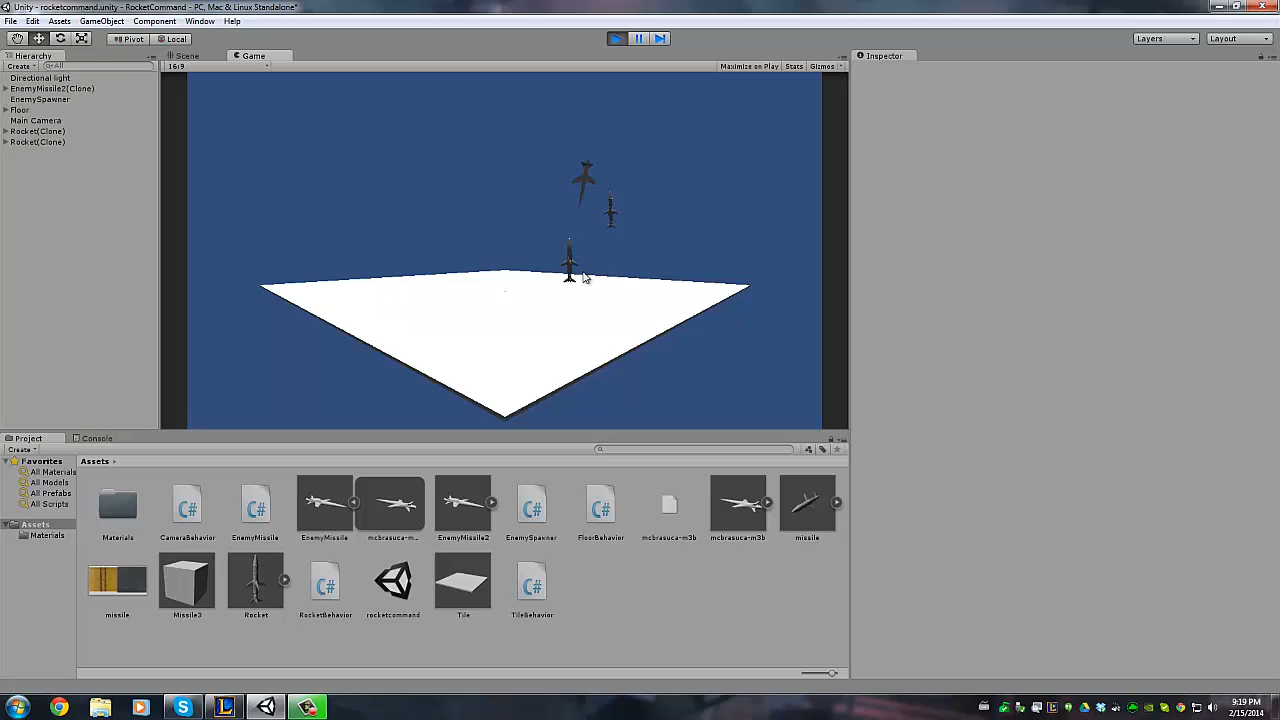 Unity - rocketcommand.unity - RocketCommand - PC, Mac & Linux Standalone*
File Edit Assets GameObject Component Window Help
Pivot Local Layers Layout
Hierarchy Scene Game Inspector
Create All 16:9 Maximize on Play Stats Gizmos
Directional light
EnemyMissile2(Clone)
EnemySpawner
Floor
Main Camera
Rocket(Clone)
Rocket(Clone)
Project Console
Create
Favorites
All Materials
All Models
All Prefabs
All Scripts
Assets
Materials
Assets
Materials CameraBehavior EnemyMissile EnemyMissile mcbrasuca-m... EnemyMissile2 EnemySpawner FloorBehavior mcbrasuca-m3b mcbrasuca-m3b missile
missile Missile3 Rocket RocketBehavior rocketcommand Tile TileBehavior
9:19 PM
2/15/2014